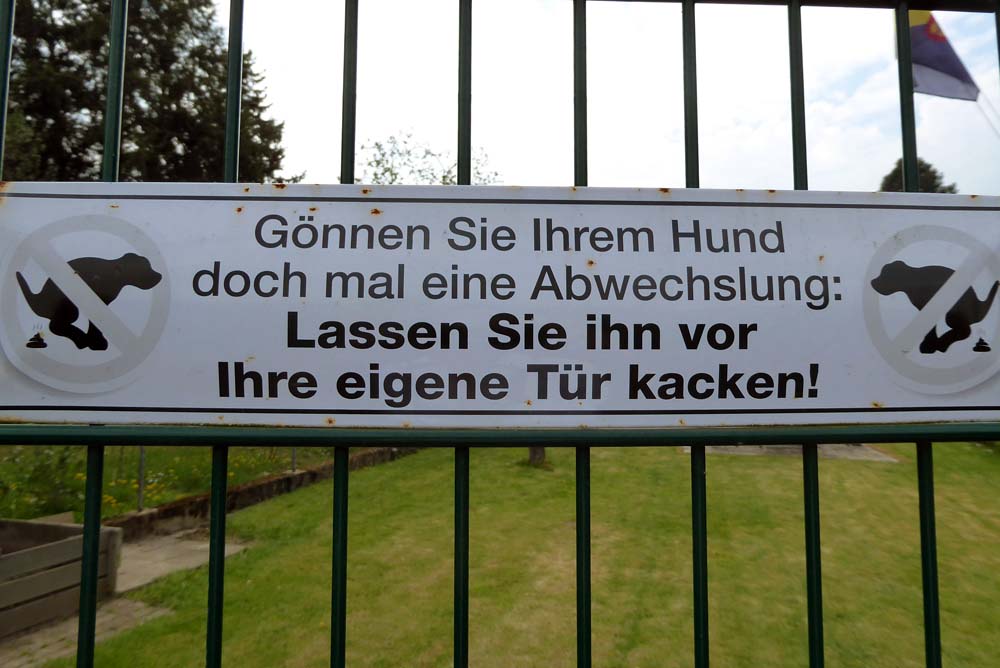 Gönnen Sie Ihrem Hund
doch mal eine Abwechslung:
Lassen Sie ihn vor
Ihre eigene Tür kacken!